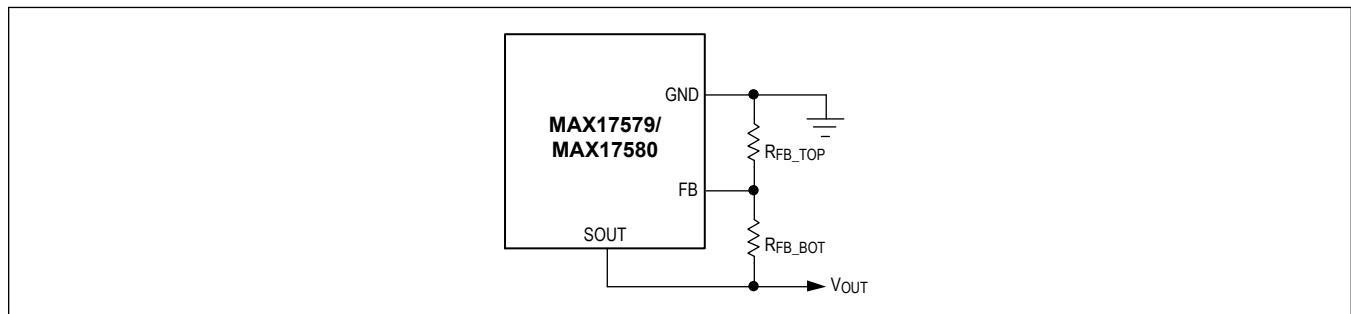 GND
MAX17579/
MAX17580
RFB_TOP
FB
RFB_BOT
SOUT
VOUT